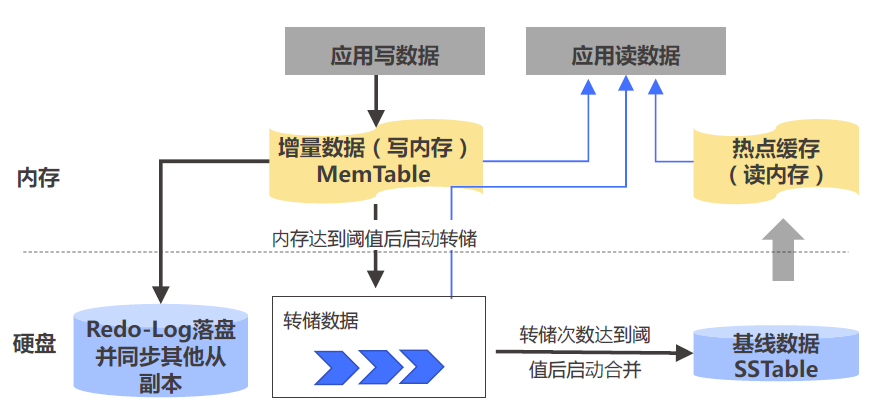 应用写数据
应用读数据
增量数据（写内存）
MemTable
热点缓存
（读内存）
内存
内存达到阈值后启动转储
硬盘
Redo-Log落盘
并同步其他从
副本
转储数据
转储次数达到阈
值后启动合并
基线数据
SSTable